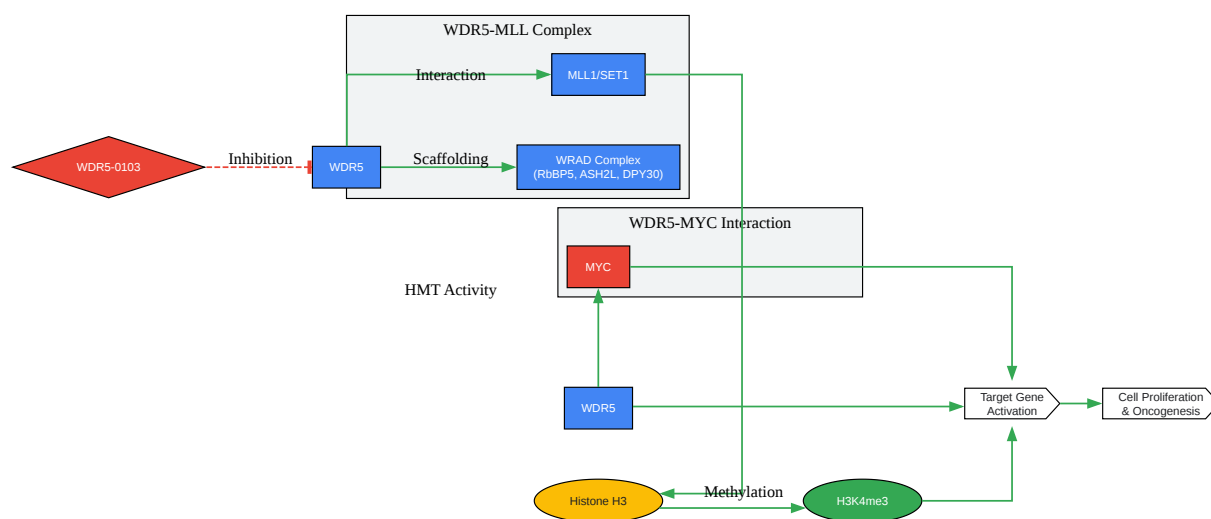 WDR5-MLL Complex
Interaction
MLL1/SET1
WDR5-0103
Inhibition
WDR5
Scaffolding
WRAD Complex
(RbBP5, ASH2L, DPY30)
WDR5-MYC Interaction
MYC
HMT Activity
WDR5
Target Gene
Activation
Cell Proliferation
& Oncogenesis
Histone H3
Methylation
H3K4me3